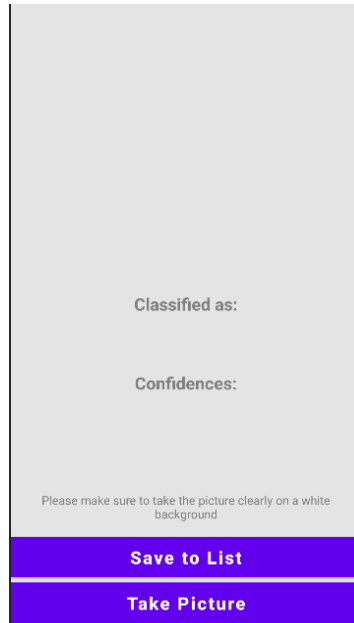 Classified as:
Confidences:
Please make sure to take the picture clearly on a white
background
Save to List
Take Picture